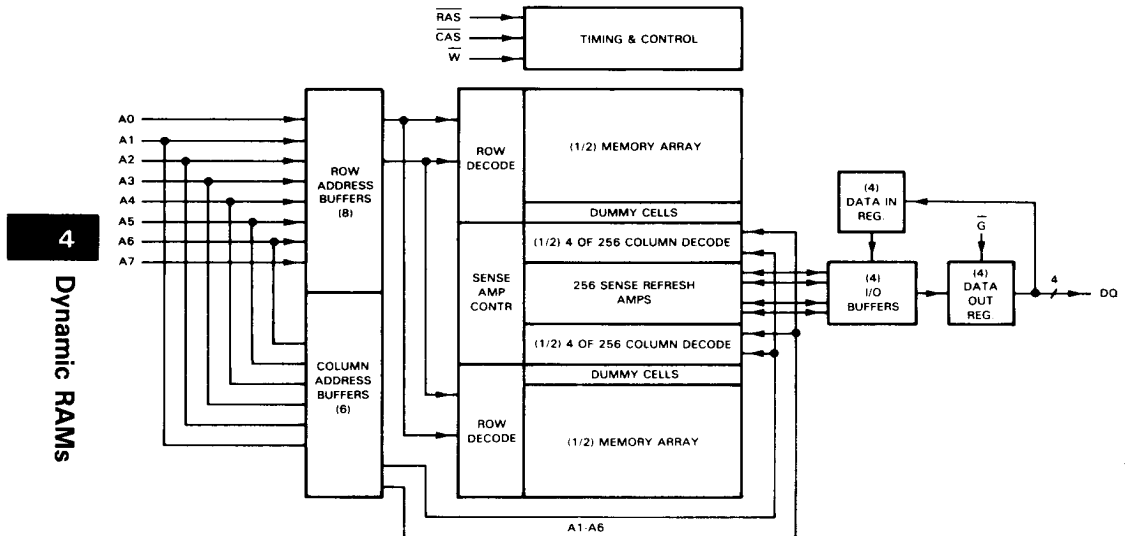 RAS
CAS
W
TIMING & CONTROL
A0
A1
A2
A3
A4
A5
A6
A7
ROW
ADDRESS
BUFFERS
(8)
COLUMN
ADDRESS
BUFFERS
(6)
ROW
DECODE
(1/2) MEMORY ARRAY
DUMMY CELLS
SENSE
AMP
CONTR
(1/2) 4 OF 256 COLUMN DECODE
256 SENSE REFRESH
AMPS
(1/2) 4 OF 256 COLUMN DECODE
DUMMY CELLS
ROW
DECODE
(1/2) MEMORY ARRAY
(4)
DATA IN
REG.
G
(4)
I/O
BUFFERS
(4)
DATA
OUT
REG.
4
DQ
A1-A6
4
Dynamic RAMs